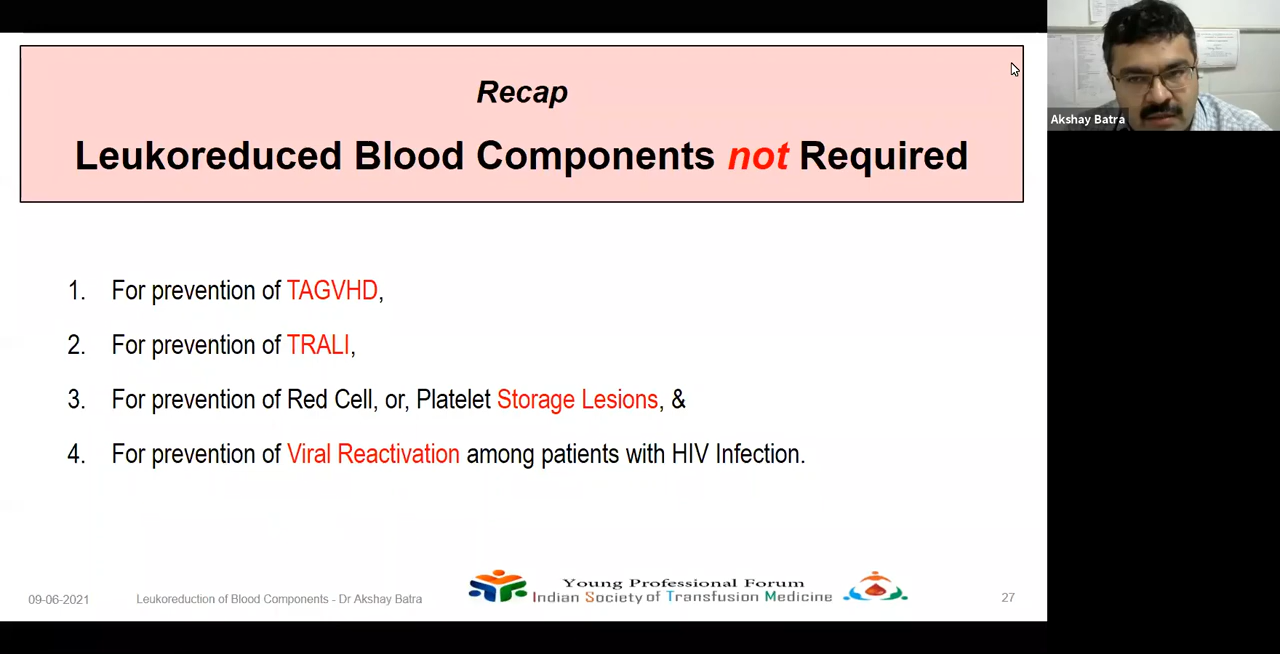 Recap
Leukoreduced Blood Components not Required
1. For prevention of TAGVHD,
2. For prevention of TRALI,
3. For prevention of Red Cell, or, Platelet Storage Lesions, &
4. For prevention of Viral Reactivation among patients with HIV Infection.
09-06-2021
Leukoreduction of Blood Components - Dr Akshay Batra
Young Professional Forum
Indian Society of Transfusion Medicine
27
Akshay Batra